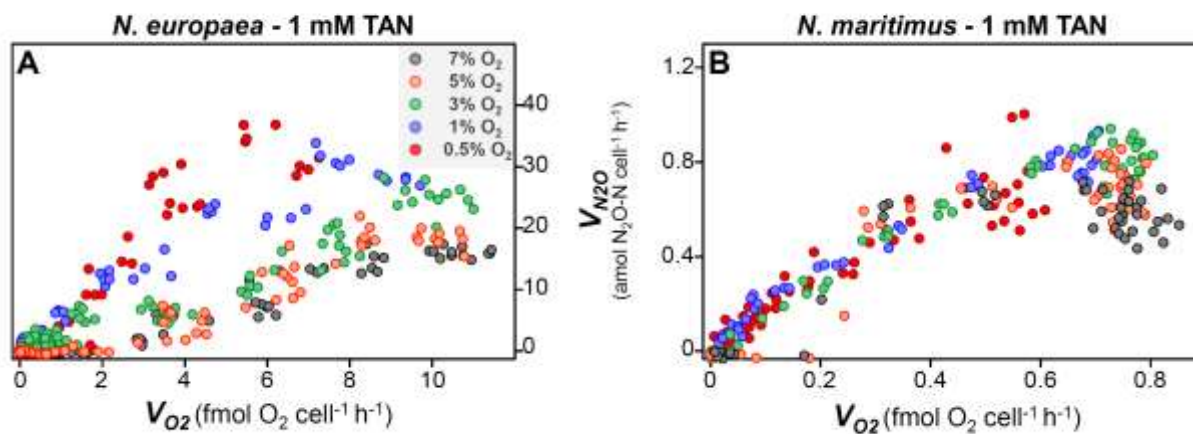 N. europaea - 1 mM TAN
A
7% O2
5% O2
3% O2
1% O2
0.5% O2
40
30
20
10
0
0 2 4 6 8 10
VO2 (fmol O2 cell-1 h-1)
N. maritimus - 1 mM TAN
B
VN2O
(amol N2O-N cell-1 h-1)
1.2
0.8
0.4
0
0 0.2 0.4 0.6 0.8
VO2 (fmol O2 cell-1 h-1)